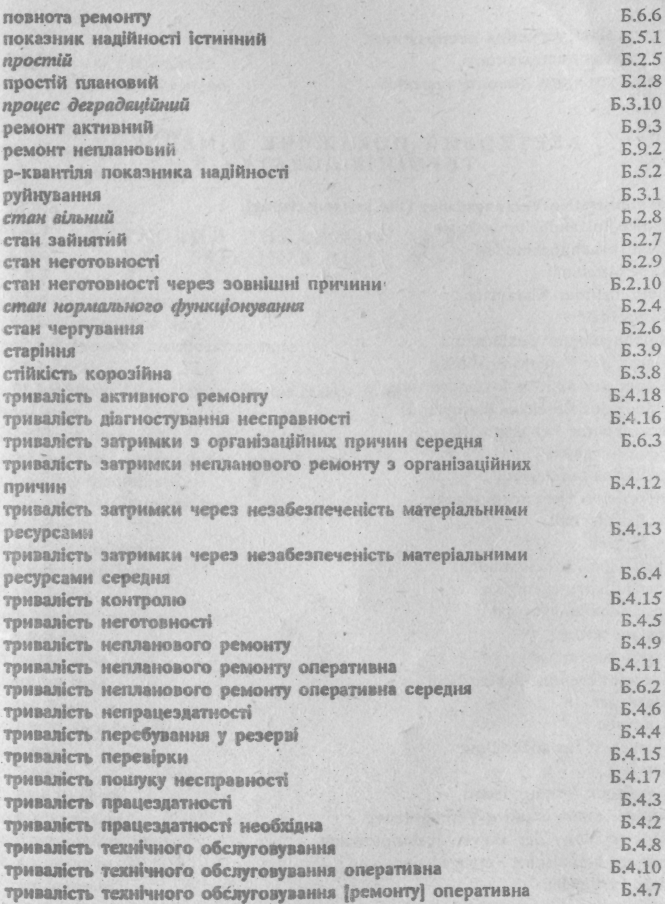 повнота ремонту Б.6.6
показник надійності істинний Б.5.1
простій Б.2.5
простій плановий Б.2.8
процес деградаційний Б.3.10
ремонт активний Б.9.3
ремонт неплановий Б.9.2
р-квантіля показника надійності Б.5.2
руйнування Б.3.1
стан вільний Б.2.8
стан зайнятий Б.2.7
стан неготовності Б.2.9
стан неготовності через зовнішні причини Б.2.10
стан нормального функціонування Б.2.4
стан чергування Б.2.6
старіння Б.3.9
стійкість корозійна Б.3.8
тривалість активного ремонту Б.4.18
тривалість діагностування несправності Б.4.16
тривалість затримки з організаційних причин середня Б.6.3
тривалість затримки непланового ремонту з організаційних
причин Б.4.12
тривалість затримки через незабезпеченість матеріальними
ресурсами Б.4.13
тривалість затримки через незабезпеченість матеріальними
ресурсами середня Б.6.4
тривалість контролю Б.4.15
тривалість неготовності Б.4.5
тривалість непланового ремонту Б.4.9
тривалість непланового ремонту оперативна Б.4.11
тривалість непланового ремонту оперативна середня Б.6.2
тривалість непрацездатності Б.4.6
тривалість перебування у резерві Б.4.4
тривалість перевірки Б.4.15
тривалість пошуку несправності Б.4.17
тривалість працездатності Б.4.3
тривалість працездатності необхідна Б.4.2
тривалість технічного обслуговування Б.4.8
тривалість технічного обслуговування оперативна Б.4.10
тривалість технічного обслуговування [ремонту] оперативна Б.4.7